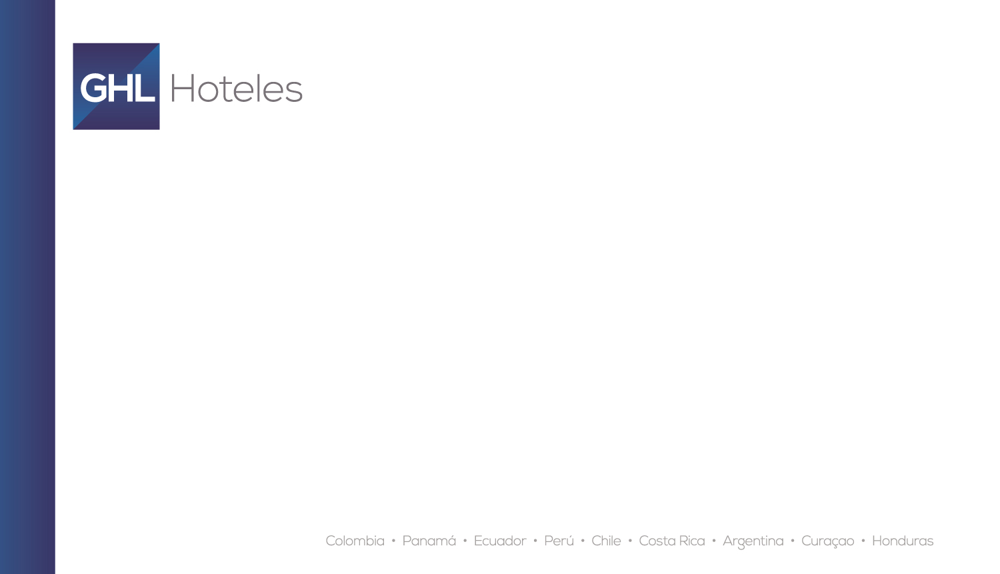 GHL Hoteles
Colombia • Panamá • Ecuador • Perú • Chile • Costa Rica • Argentina • Curaçao • Honduras